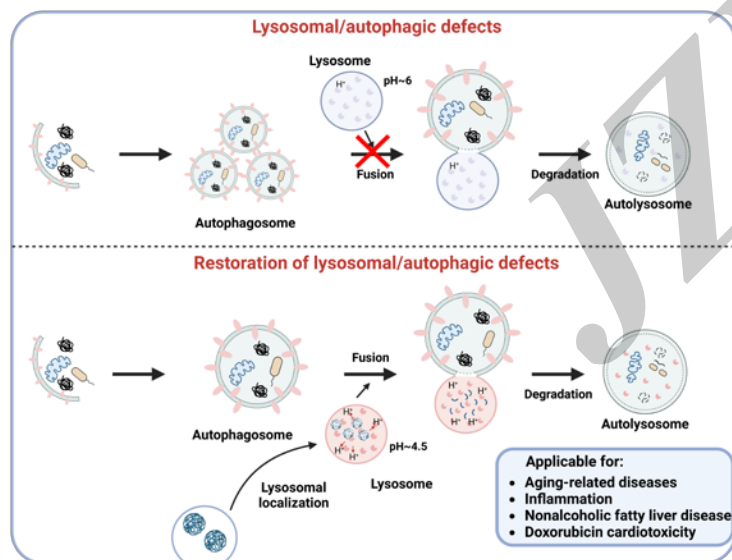 Lysosomal/autophagic defects
Lysosome
H⁺
pH~6
H⁺
Fusion
Degradation
Autophagosome
Autolysosome
Restoration of lysosomal/autophagic defects
Fusion
H⁺ H⁺
H⁺
H⁺
H⁺ H⁺
Degradation
Autophagosome
H⁺
H⁺
H⁺
H⁺
pH~4.5
Autolysosome
Lysosomal
localization
Lysosome
Applicable for:
• Aging-related diseases
• Inflammation
• Nonalcoholic fatty liver disease
• Doxorubicin cardiotoxicity
JZ